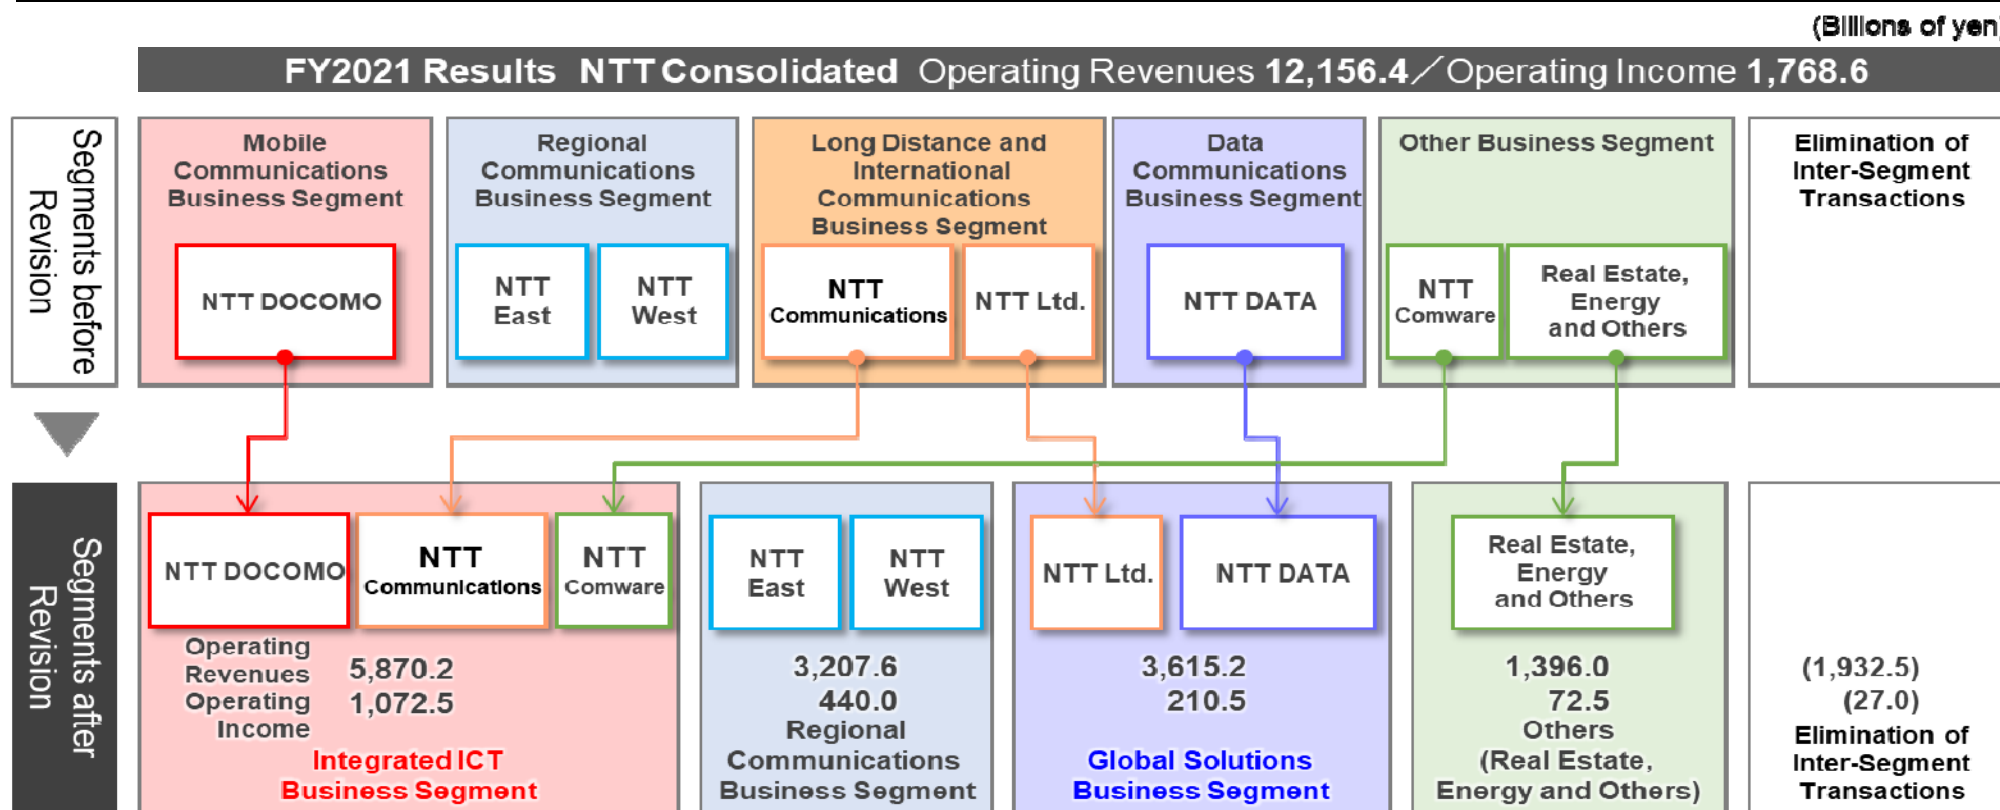 (Billions of yen)
FY2021 Results NTT Consolidated Operating Revenues 12,156.4／Operating Income 1,768.6
Segments before
Revision
Mobile
Communications
Business Segment
NTT DOCOMO
Regional
Communications
Business Segment
NTT
East
NTT
West
Long Distance and
International
Communications
Business Segment
NTT
Communications
NTT Ltd.
Data
Communications
Business Segment
NTT DATA
Other Business Segment
NTT
Comware
Real Estate,
Energy
and Others
Elimination of
Inter-Segment
Transactions
Segments after
Revision
NTT DOCOMO
NTT
Communications
NTT
Comware
Operating
Revenues
5,870.2
Operating
Income
1,072.5
Integrated ICT
Business Segment
NTT
East
NTT
West
3,207.6
440.0
Regional
Communications
Business Segment
NTT Ltd.
NTT DATA
3,615.2
210.5
Global Solutions
Business Segment
Real Estate,
Energy
and Others
1,396.0
72.5
Others
(Real Estate,
Energy and Others)
(1,932.5)
(27.0)
Elimination of
Inter-Segment
Transactions